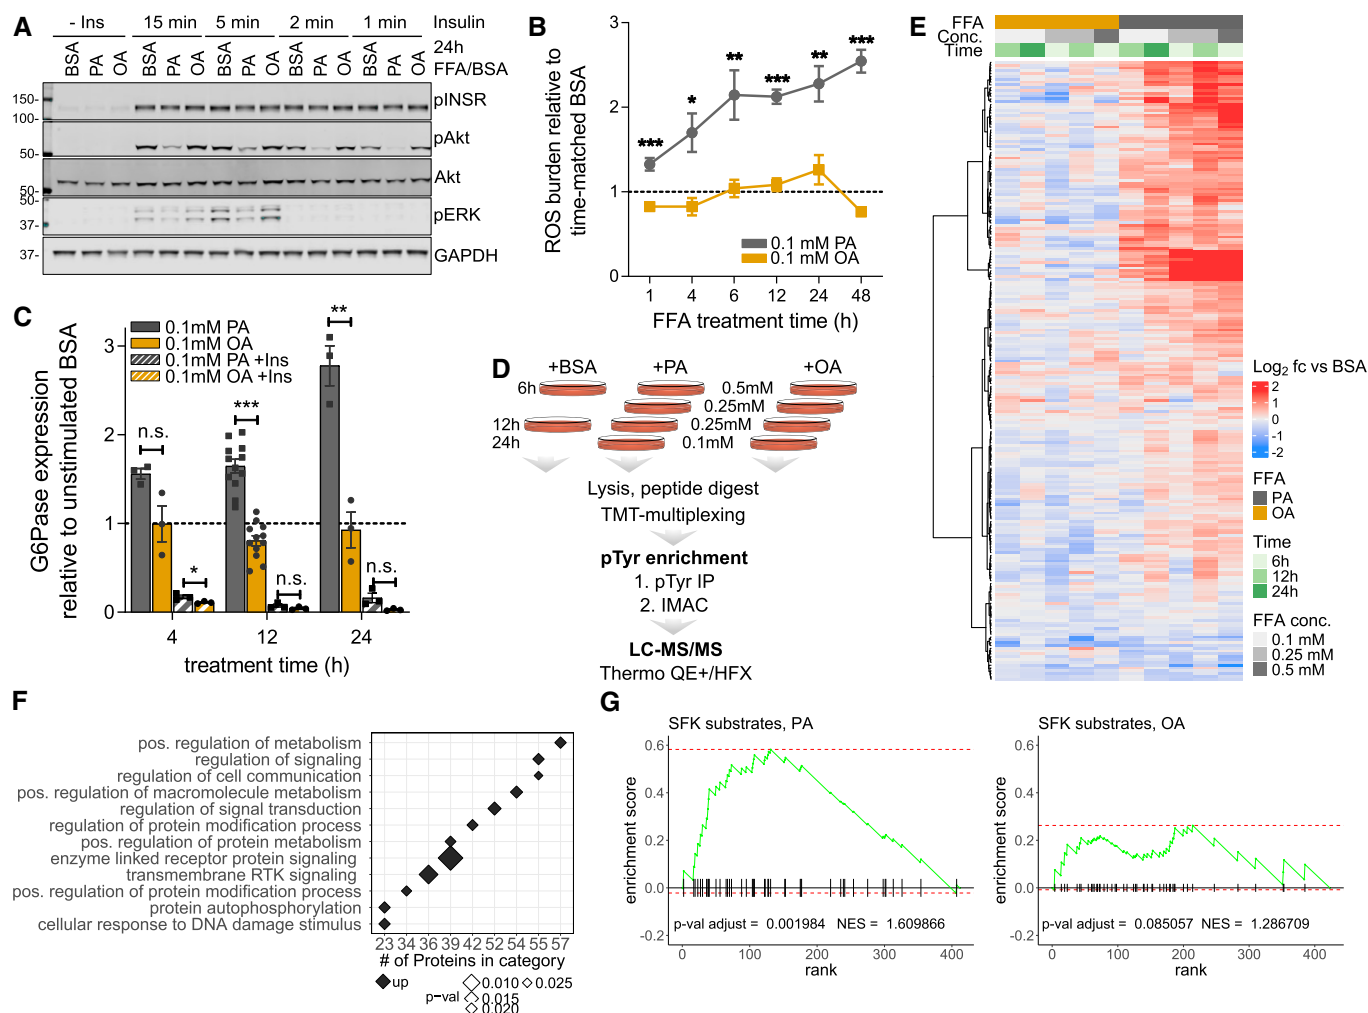 A
- Ins 15 min 5 min 2 min 1 min Insulin
BSA PA OA BSA PA OA BSA PA OA BSA PA OA BSA PA OA 24h FFA/BSA
150-
100-
pINSR
50-
pAkt
50-
Akt
50-
37-
pERK
37-
GAPDH
B
ROS burden relative to
time-matched BSA
3
2
1
0
*** * ** *** ** ***
0.1 mM PA
0.1 mM OA
1 4 6 12 24 48
FFA treatment time (h)
C
G6Pase expression
relative to unstimulated BSA
0.1mM PA
0.1mM OA
0.1mM PA +Ins
0.1mM OA +Ins
3
2
1
0
n.s. * *** n.s. ** n.s.
4 12 24
treatment time (h)
D
+BSA +PA +OA
6h 0.5mM
0.25mM
12h 0.25mM
24h 0.1mM
Lysis, peptide digest
TMT-multiplexing
pTyr enrichment
1. pTyr IP
2. IMAC
LC-MS/MS
Thermo QE+/HFX
E
FFA
Conc.
Time
Log2 fc vs BSA
2
1
0
-1
-2
FFA
PA
OA
Time
6h
12h
24h
FFA conc.
0.1 mM
0.25 mM
0.5 mM
F
pos. regulation of metabolism
regulation of signaling
regulation of cell communication
pos. regulation of macromolecule metabolism
regulation of signal transduction
regulation of protein modification process
pos. regulation of protein metabolism
enzyme linked receptor protein signaling
transmembrane RTK signaling
pos. regulation of protein modification process
protein autophosphorylation
cellular response to DNA damage stimulus
23 34 36 39 42 52 54 55 57
# of Proteins in category
up
p-val
0.010 0.025
0.015
0.020
G
SFK substrates, PA
enrichment score
0.6
0.4
0.2
0.0
-0.2
p-val adjust = 0.001984 NES = 1.609866
0 100 200 300 400
rank
SFK substrates, OA
enrichment score
0.6
0.4
0.2
0.0
-0.2
p-val adjust = 0.085057 NES = 1.286709
0 100 200 300 400
rank